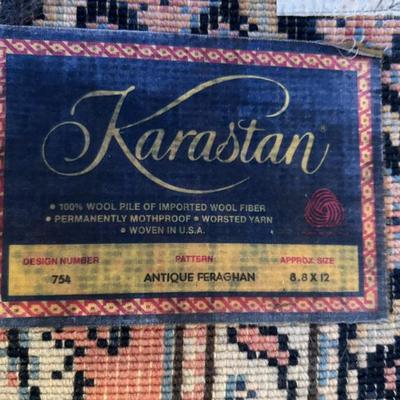 Karastan®
• 100% WOOL PILE OF IMPORTED WOOL FIBER
• PERMANENTLY MOTHPROOF • WORSTED YARN
• WOVEN IN U.S.A.
DESIGN NUMBER PATTERN APPROX. SIZE
754 ANTIQUE FERAGHAN 8.8 X 12